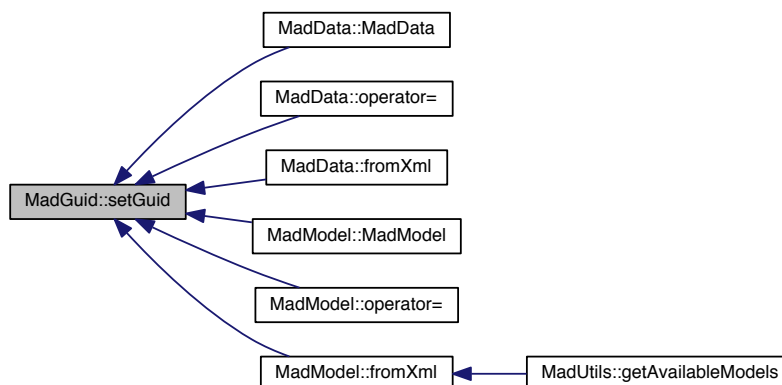 MadData::MadData
MadData::operator=
MadData::fromXml
MadGuid::setGuid
MadModel::MadModel
MadModel::operator=
MadModel::fromXml
MadUtils::getAvailableModels